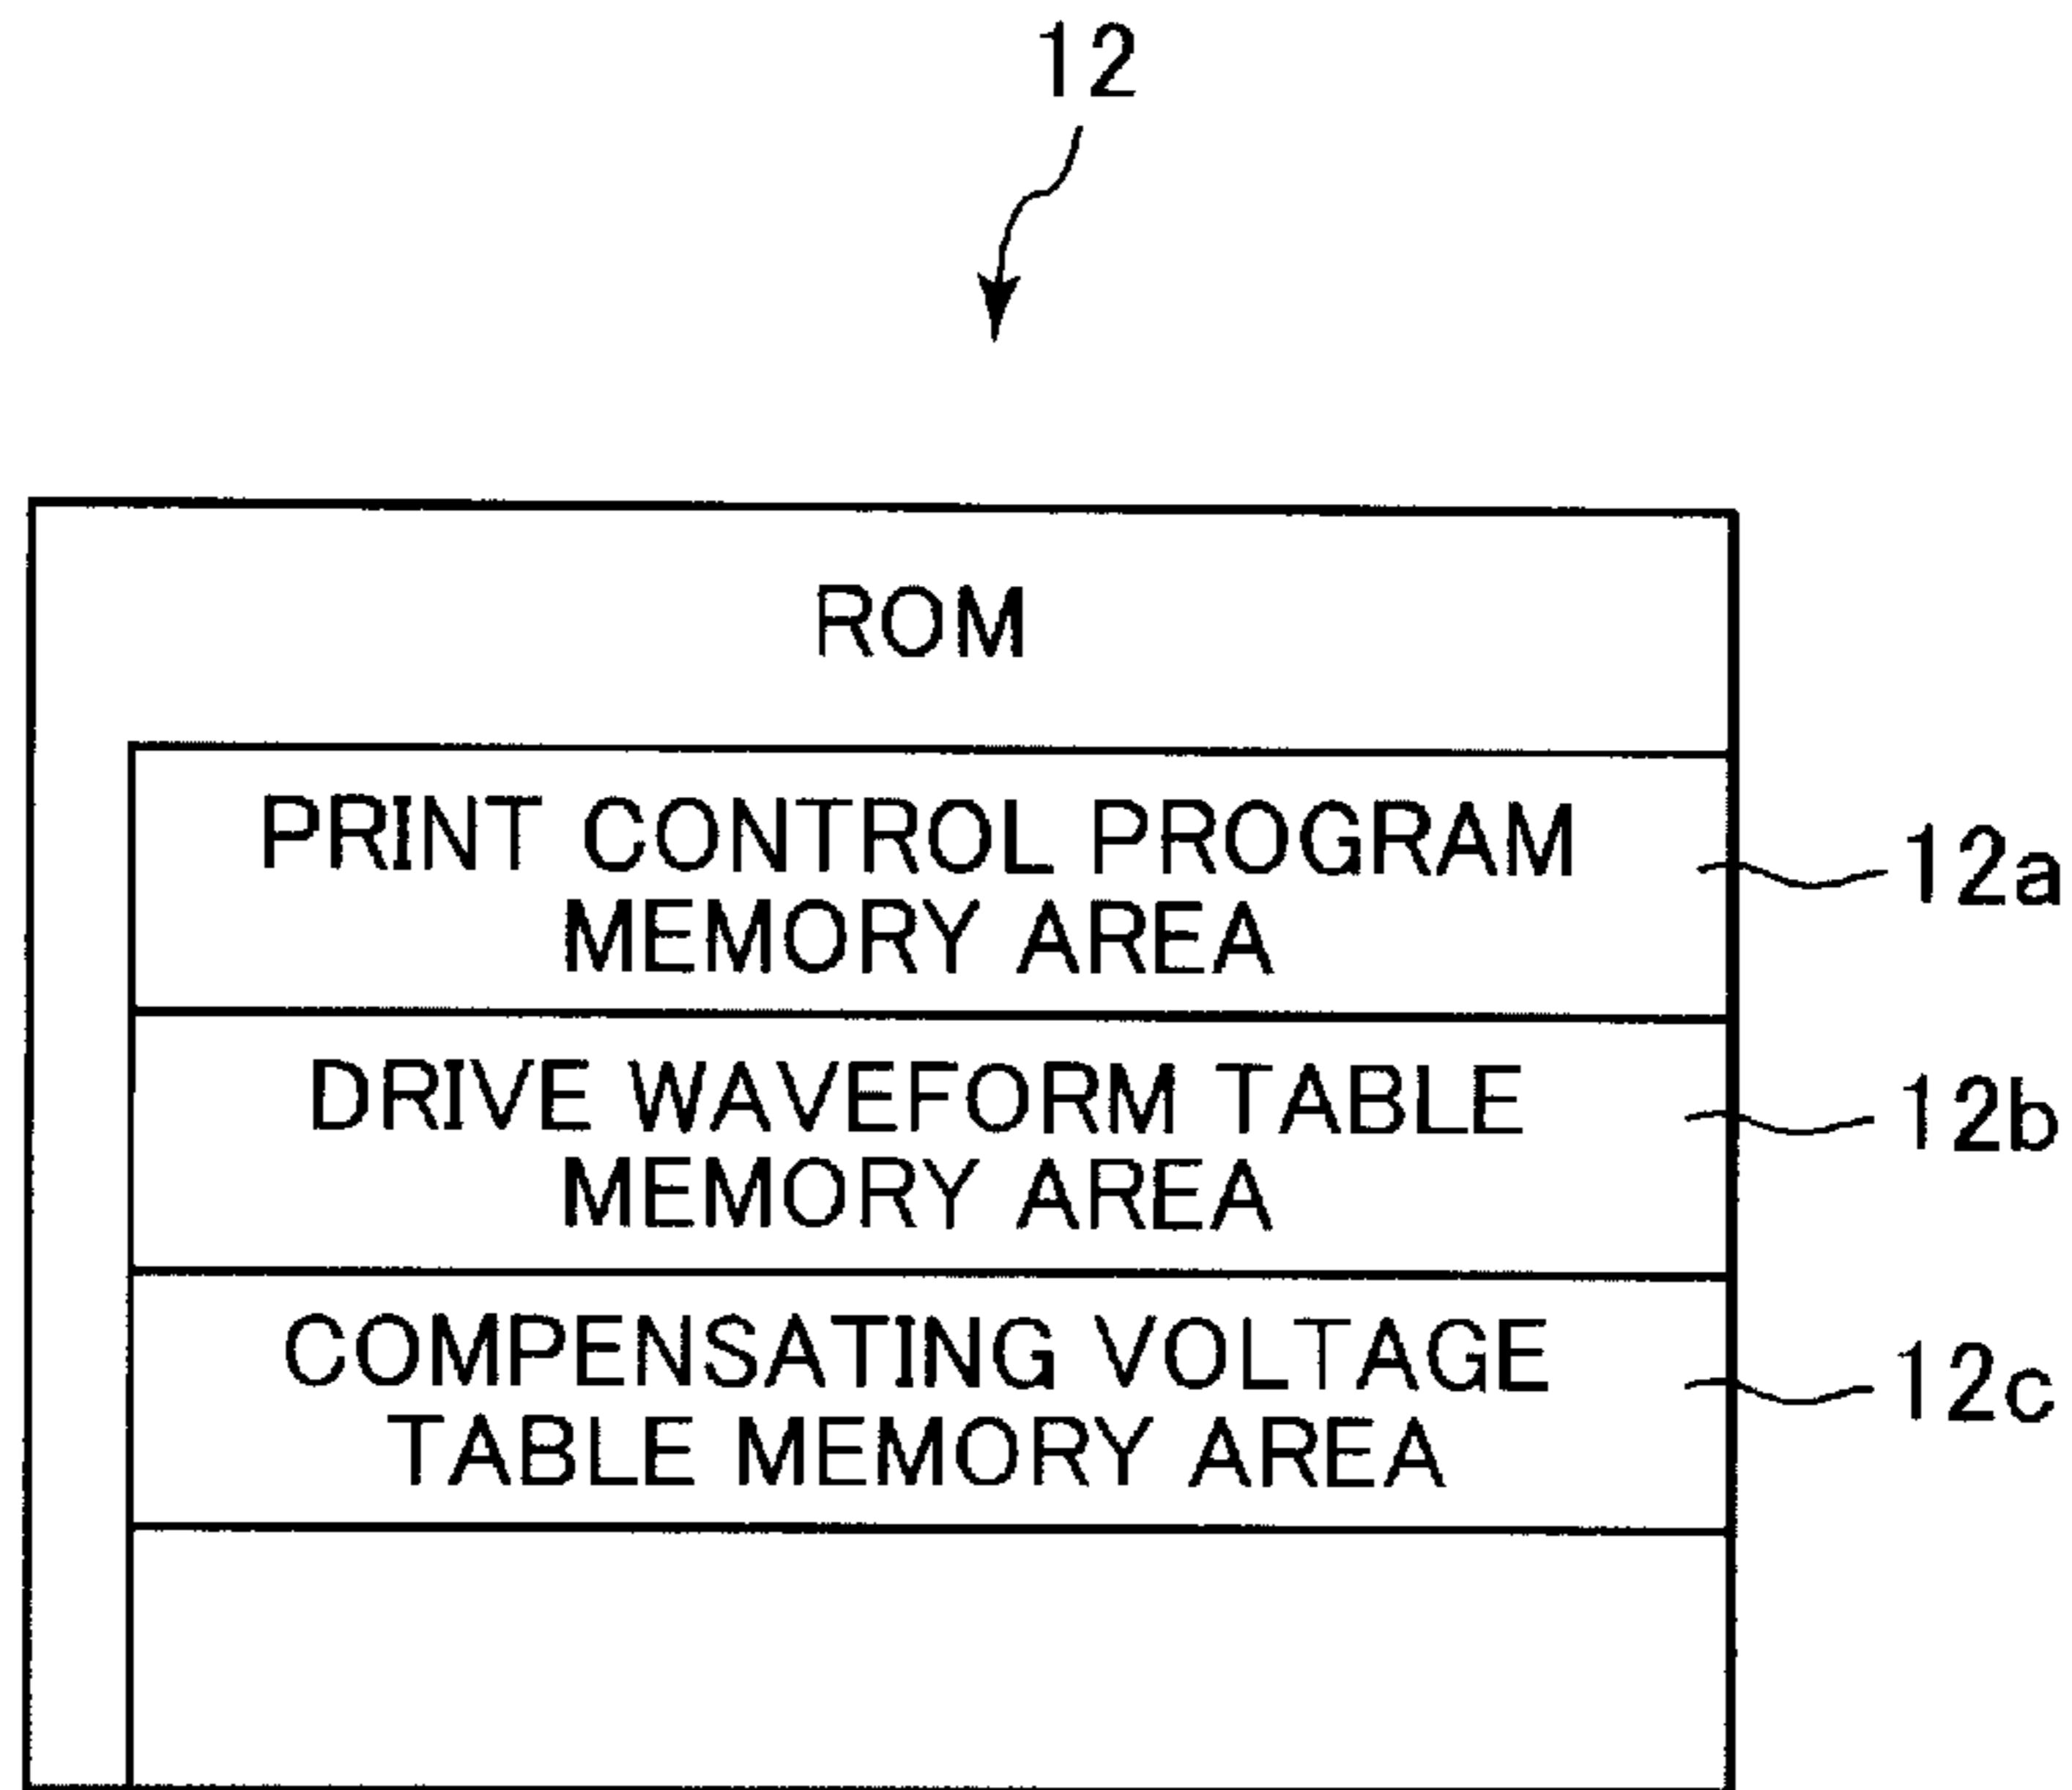 12
ROM
PRINT CONTROL PROGRAM
MEMORY AREA
12a
DRIVE WAVEFORM TABLE
MEMORY AREA
12b
COMPENSATING VOLTAGE
TABLE MEMORY AREA
12c